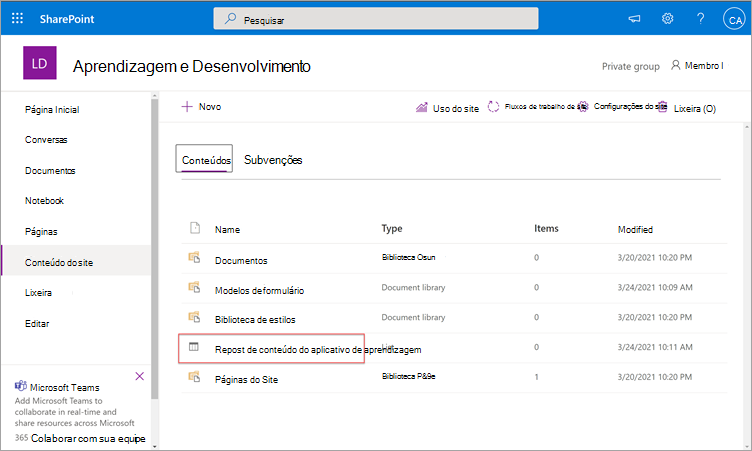 SharePoint
Pesquisar
CA
LD
Aprendizagem e Desenvolvimento
Private group
Membro I
Página Inicial
Conversas
Documentos
Notebook
Páginas
Conteúdo do site
Lixeira
Editar
Novo
Uso do site
Fluxos de trabalho de site
Configurações do site
Lixeira (O)
Conteúdos
Subvenções
Name Type Items Modified
Documentos Biblioteca Osun 0 3/20/2021 10:20 PM
Modelos de formulário Document library 0 3/24/2021 10:09 AM
Biblioteca de estilos Document library 0 3/20/2021 10:20 PM
Repost de conteúdo do aplicativo de aprendizagem 0 3/24/2021 10:11 AM
Páginas do Site Biblioteca P&9e 1 3/20/2021 10:20 PM
Microsoft Teams
Add Microsoft Teams to
collaborate in real-time and
share resources across Microsoft
365 Colaborar com sua equipe